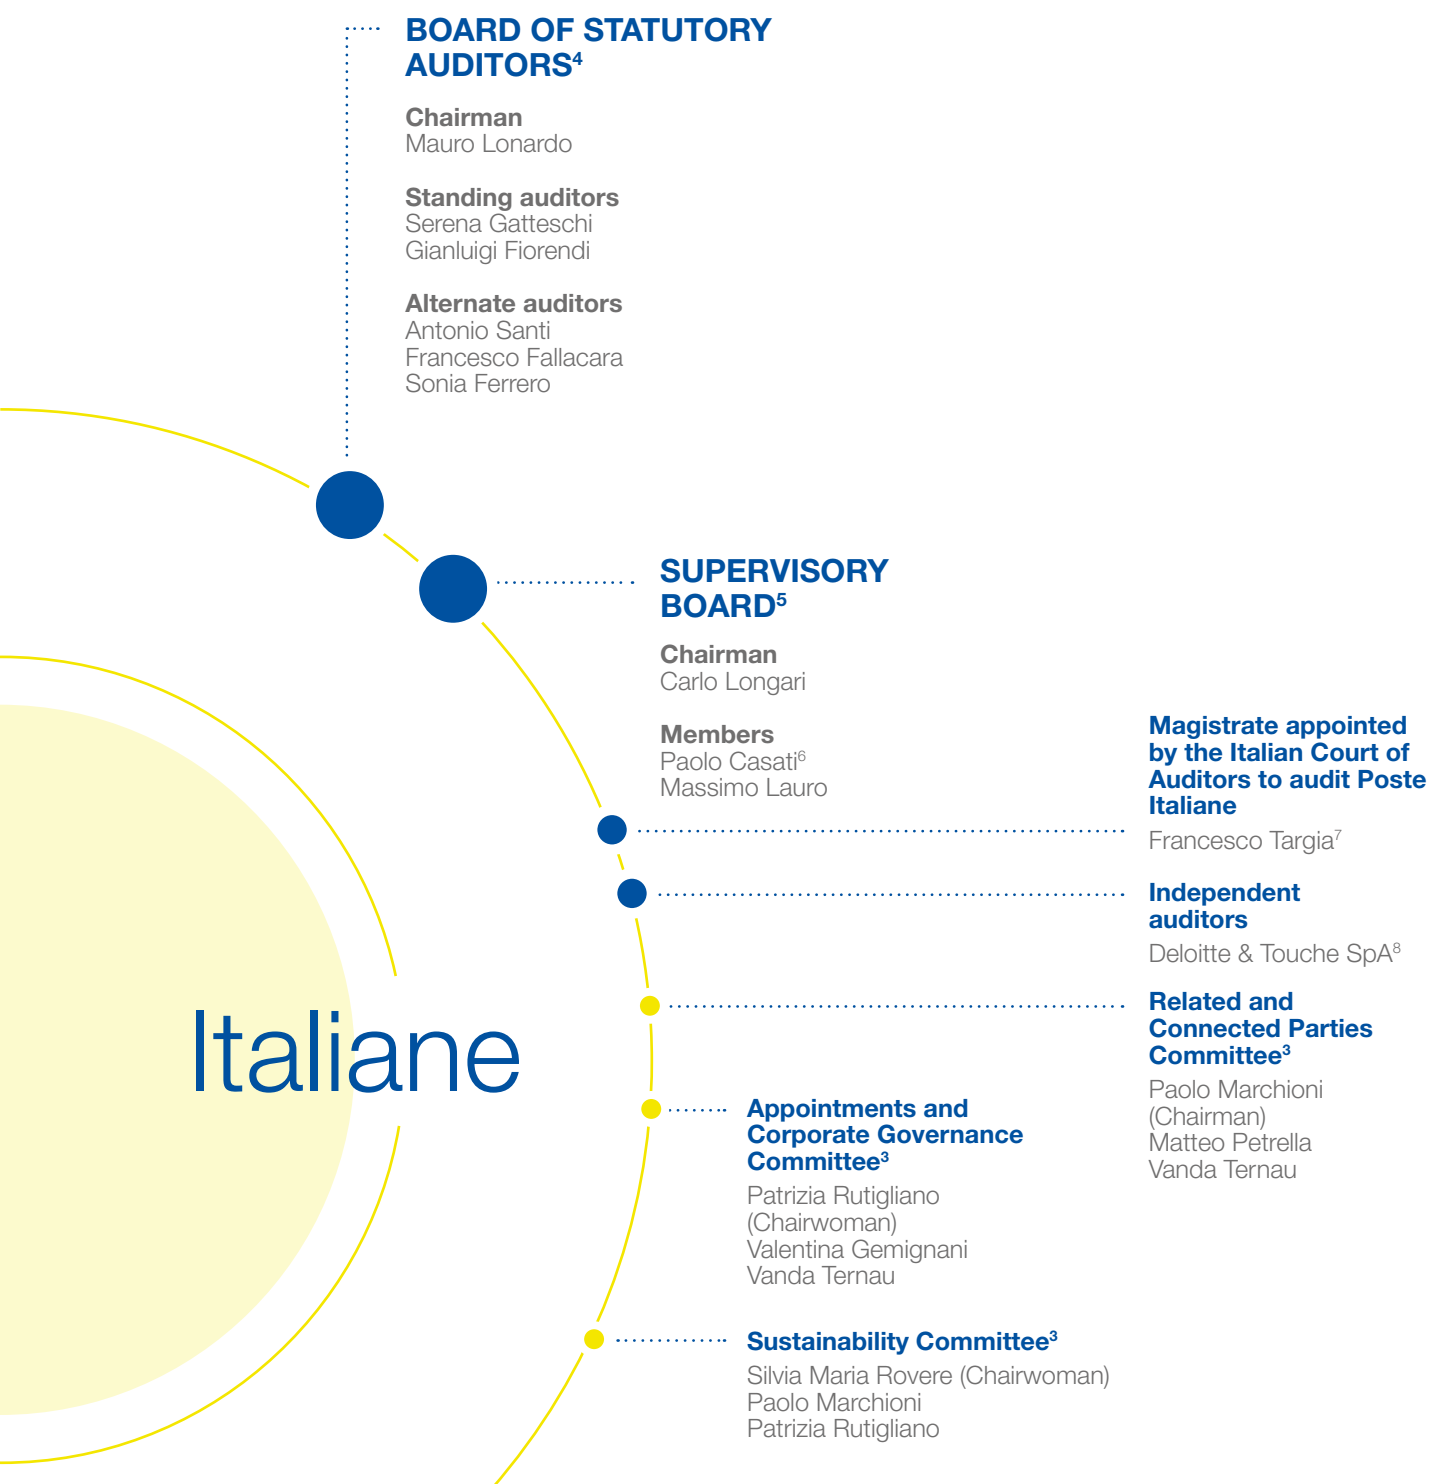 BOARD OF STATUTORY
AUDITORS⁴
Chairman
Mauro Lonardo
Standing auditors
Serena Gatteschi
Gianluigi Fiorendi
Alternate auditors
Antonio Santi
Francesco Fallacara
Sonia Ferrero
SUPERVISORY
BOARD⁵
Chairman
Carlo Longari
Members
Paolo Casati⁶
Massimo Lauro
Magistrate appointed
by the Italian Court of
Auditors to audit Poste
Italiane
Francesco Targia⁷
Independent
auditors
Deloitte & Touche SpA⁸
Related and
Connected Parties
Committee³
Paolo Marchioni
(Chairman)
Matteo Petrella
Vanda Ternau
Italiane
Appointments and
Corporate Governance
Committee³
Patrizia Rutigliano
(Chairwoman)
Valentina Gemignani
Vanda Ternau
Sustainability Committee³
Silvia Maria Rovere (Chairwoman)
Paolo Marchioni
Patrizia Rutigliano